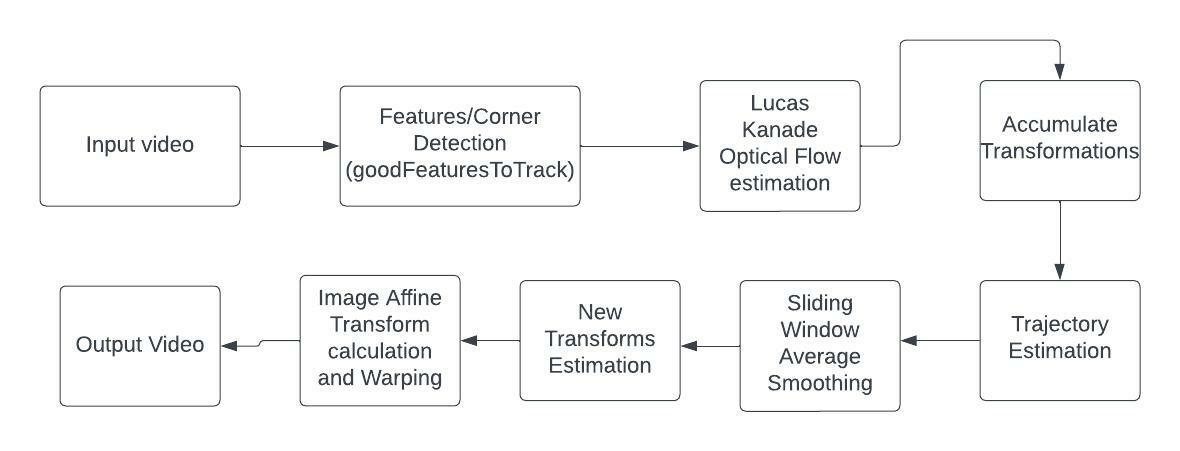 Input video
Features/Corner
Detection
(goodFeaturesToTrack)
Lucas
Kanade
Optical Flow
estimation
Accumulate
Transformations
Trajectory
Estimation
Sliding
Window
Average
Smoothing
New
Transforms
Estimation
Image Affine
Transform
calculation
and Warping
Output Video